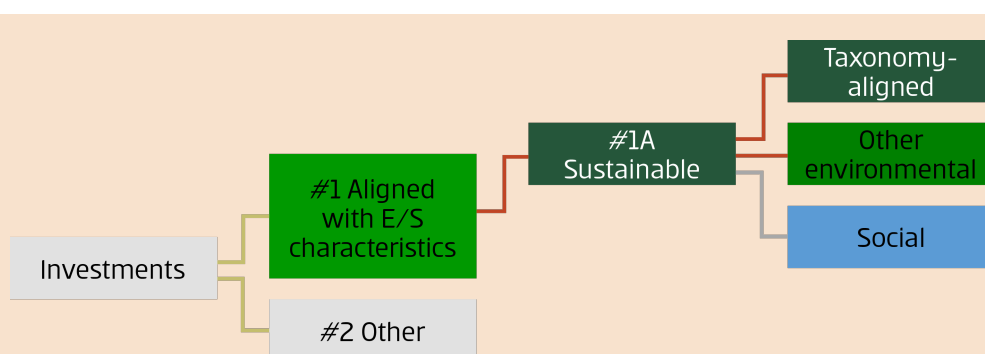 Taxonomy-
aligned
#1A
Sustainable
Other
environmental
#1 Aligned
with E/S
characteristics
Social
Investments
#2 Other